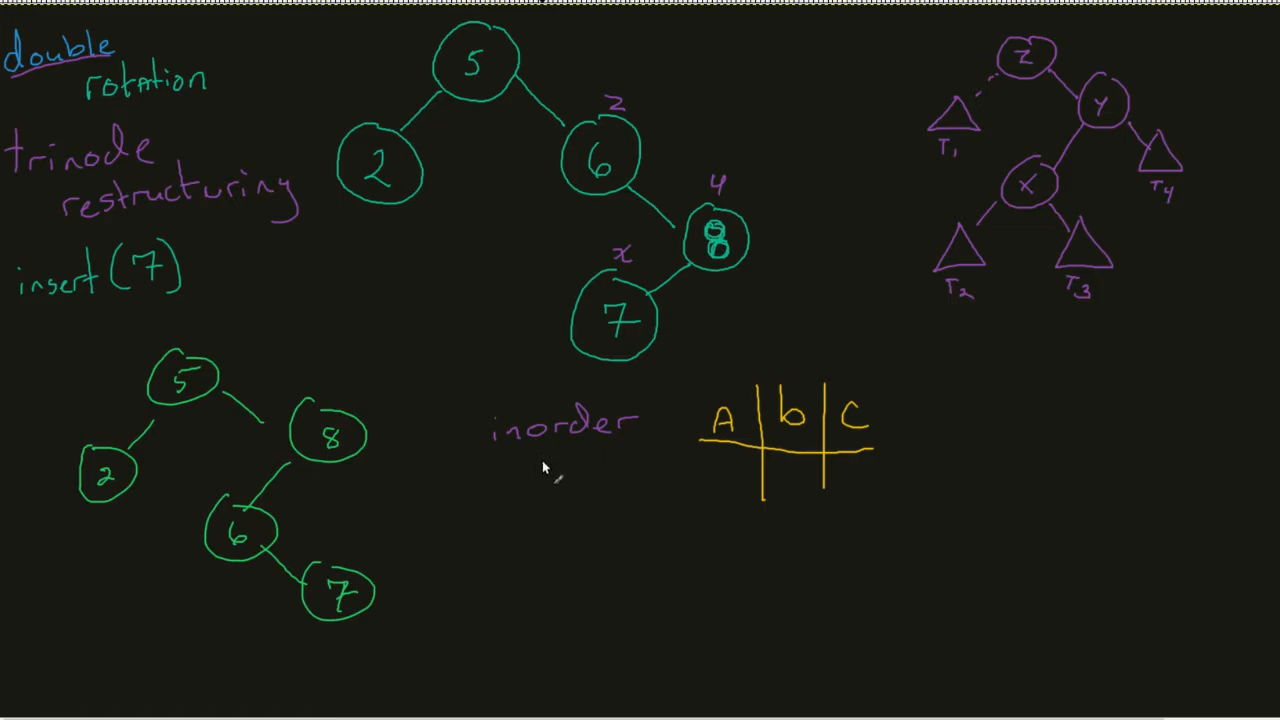 double
rotation
trinode
restructuring
insert (7)
5
2
z
6
y
8
x
7
Z
Y
T1
X
T4
T2
T3
5
8
2
6
7
inorder
A b C